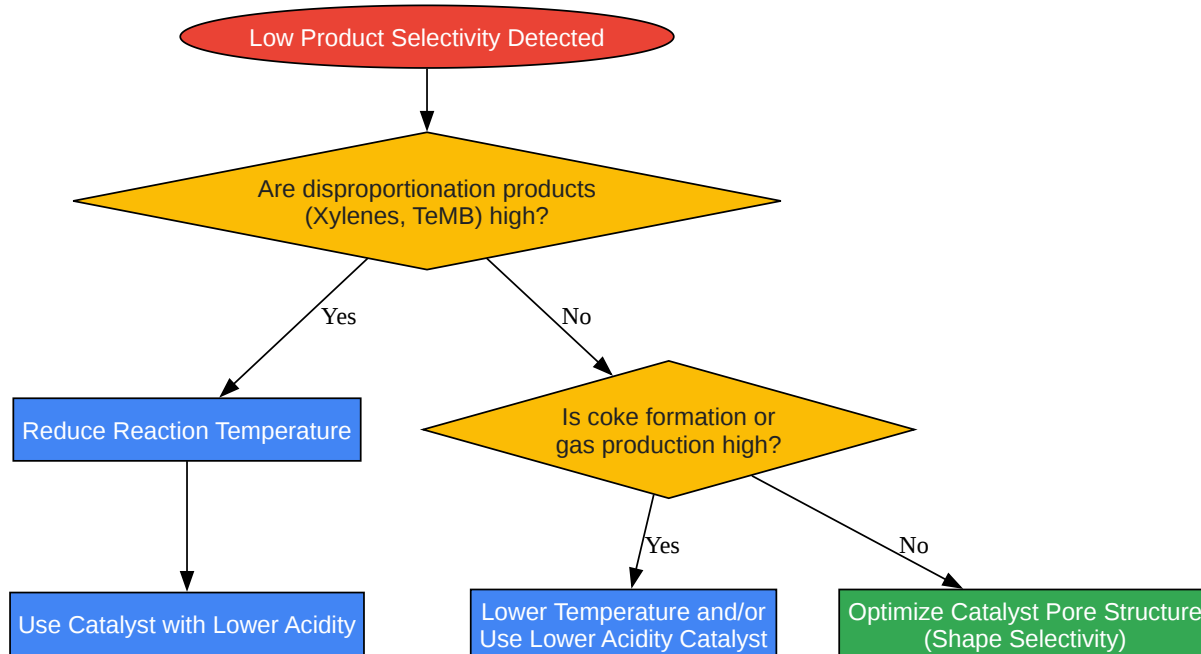 Low Product Selectivity Detected
Are disproportionation products
(Xylenes, TeMB) high?
Yes
No
Reduce Reaction Temperature
Is coke formation or
gas production high?
Yes
No
Use Catalyst with Lower Acidity
Lower Temperature and/or
Use Lower Acidity Catalyst
Optimize Catalyst Pore Structure
(Shape Selectivity)